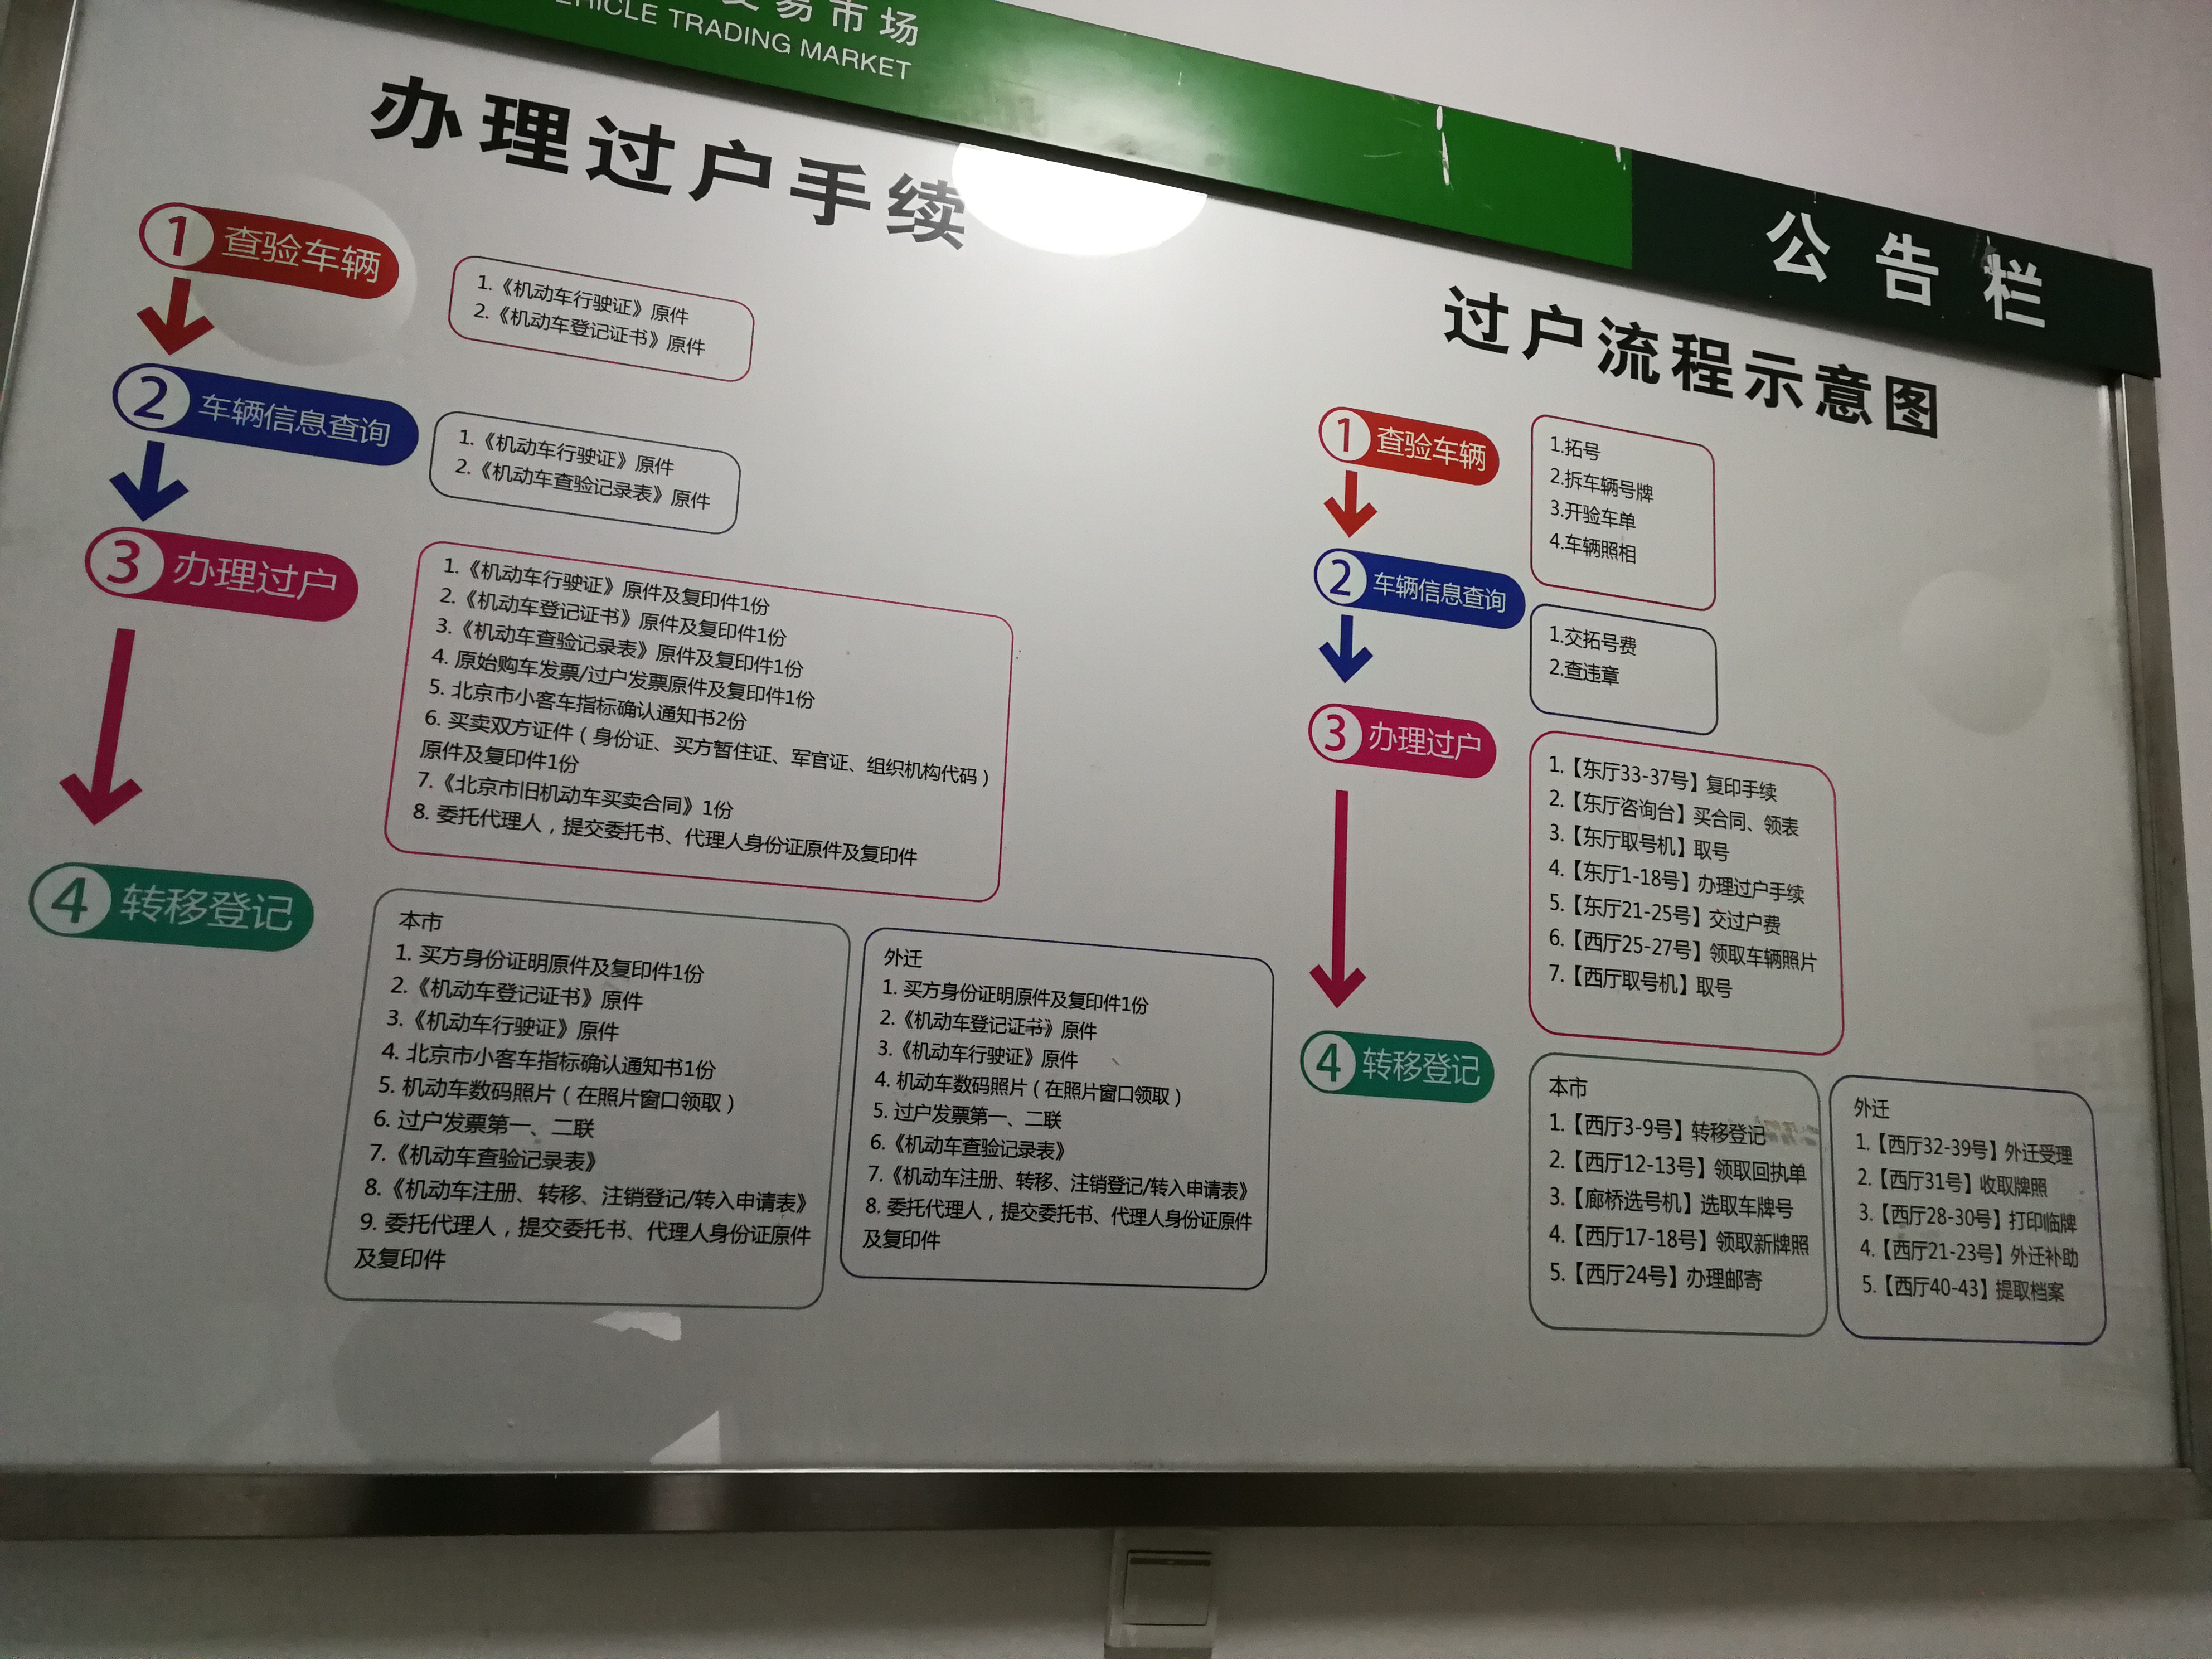 易市场
VEHICLE TRADING MARKET
公告栏
办理过户手续
1 查验车辆
1.《机动车行驶证》原件
2.《机动车登记证书》原件
2 车辆信息查询
1.《机动车行驶证》原件
2.《机动车查验记录表》原件
3 办理过户
1.《机动车行驶证》原件及复印件1份
2.《机动车登记证书》原件及复印件1份
3.《机动车查验记录表》原件及复印件1份
4. 原始购车发票/过户发票原件及复印件1份
5. 北京市小客车指标确认通知书2份
6. 买卖双方证件（身份证、买方暂住证、军官证、组织机构代码）
原件及复印件1份
7.《北京市旧机动车买卖合同》1份
8. 委托代理人，提交委托书、代理人身份证原件及复印件
4 转移登记
本市
1. 买方身份证明原件及复印件1份
2.《机动车登记证书》原件
3.《机动车行驶证》原件
4. 北京市小客车指标确认通知书1份
5. 机动车数码照片（在照片窗口领取）
6. 过户发票第一、二联
7.《机动车查验记录表》
8.《机动车注册、转移、注销登记/转入申请表》
9. 委托代理人，提交委托书、代理人身份证原件
及复印件
外迁
1. 买方身份证明原件及复印件1份
2.《机动车登记证书》原件
3.《机动车行驶证》原件
4. 机动车数码照片（在照片窗口领取）
5. 过户发票第一、二联
6.《机动车查验记录表》
7.《机动车注册、转移、注销登记/转入申请表》
8. 委托代理人，提交委托书、代理人身份证原件
及复印件
过户流程示意图
1 查验车辆
1.拓号
2.拆车辆号牌
3.开验车单
4.车辆照相
2 车辆信息查询
1.交拓号费
2.查违章
3 办理过户
1.【东厅33-37号】复印手续
2.【东厅咨询台】买合同、领表
3.【东厅取号机】取号
4.【东厅1-18号】办理过户手续
5.【东厅21-25号】交过户费
6.【西厅25-27号】领取车辆照片
7.【西厅取号机】取号
4 转移登记
本市
1.【西厅3-9号】转移登记
2.【西厅12-13号】领取回执单
3.【廊桥选号机】选取车牌号
4.【西厅17-18号】领取新牌照
5.【西厅24号】办理邮寄
外迁
1.【西厅32-39号】外迁受理
2.【西厅31号】收取牌照
3.【西厅28-30号】打印临牌
4.【西厅21-23号】外迁补助
5.【西厅40-43】提取档案